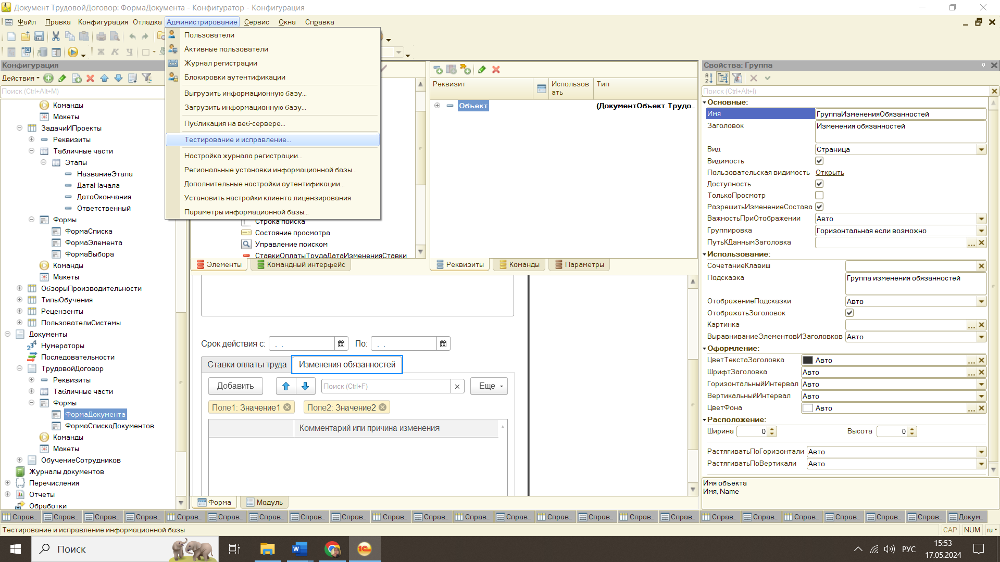 Документ ТрудовойДоговор: ФормаДокумента - Конфигуратор - Конфигурация
Файл Правка Конфигурация Отладка Администрирование Сервис Окна Справка
Пользователи
Активные пользователи
Журнал регистрации
Блокировки аутентификации
Выгрузить информационную базу...
Загрузить информационную базу...
Публикация на веб-сервере...
Тестирование и исправление...
Настройка журнала регистрации...
Региональные установки информационной базы...
Дополнительные настройки аутентификации...
Установить настройки клиента лицензирования
Параметры информационной базы...
Ж К Ч
Конфигурация
Действия
Поиск (Ctrl+Alt+M)
Команды
Макеты
ЗадачиИПроекты
Реквизиты
Табличные части
Этапы
НазваниеЭтапа
ДатаНачала
ДатаОкончания
Ответственный
Формы
ФормаСписка
ФормаЭлемента
ФормаВыбора
Команды
Макеты
ОбзорыПроизводительности
ТипыОбучения
Рецензенты
ПользователиСистемы
Документы
Нумераторы
Последовательности
ТрудовойДоговор
Реквизиты
Табличные части
Формы
ФормаДокумента
ФормаСпискаДокументов
Команды
Макеты
ОбучениеСотрудников
Журналы документов
Перечисления
Отчеты
Обработки
Строка поиска
Состояние просмотра
Управление поиском
СтавкиОплатыТрудаДатаИзмененияСтавки
Элементы Командный интерфейс
Реквизит Использовать Тип
Объект (ДокументОбъект.Трудо...
Реквизиты Команды Параметры
Срок действия с: . . По: . .
Ставки оплаты труда Изменения обязанностей
Добавить Поиск (Ctrl+F) × Еще
Поле1: Значение1 Поле2: Значение2
Комментарий или причина изменения
Форма Модуль
Свойства: Группа
Поиск (Ctrl+Alt+I)
Основные:
Имя ГруппаИзмененияОбязанностей
Заголовок Изменения обязанностей
Вид Страница
Видимость
Пользовательская видимость Открыть
Доступность
ТолькоПросмотр
РазрешитьИзменениеСостава
ВажностьПриОтображении Авто
Группировка Горизонтальная если возможно
ПутьКДаннымЗаголовка ...
Использование:
СочетаниеКлавиш
Подсказка Группа изменения обязанностей
ОтображениеПодсказки Авто
ОтображатьЗаголовок
Картинка ...
ВыравниваниеЭлементовИЗаголовков Авто
Оформление:
ЦветТекстаЗаголовка Авто ...
ШрифтЗаголовка Авто ...
ГоризонтальныйИнтервал Авто
ВертикальныйИнтервал Авто
ЦветФона Авто ...
Расположение:
Ширина 0 Высота 0
РастягиватьПоГоризонтали Авто
РастягиватьПоВертикали Авто
Имя объекта
Имя, Name
Справ... Справ... Справ... Справ... Справ... Справ... Справ... Справ... Справ... Справ... Справ... Справ... Справ... Справ... Справ... Справ... Справ... Справ... Справ... Справ... Справ... Справ... Справ... Докум...
Тестирование и исправление информационной базы CAP NUM ru
Поиск РУС 15:53
17.05.2024